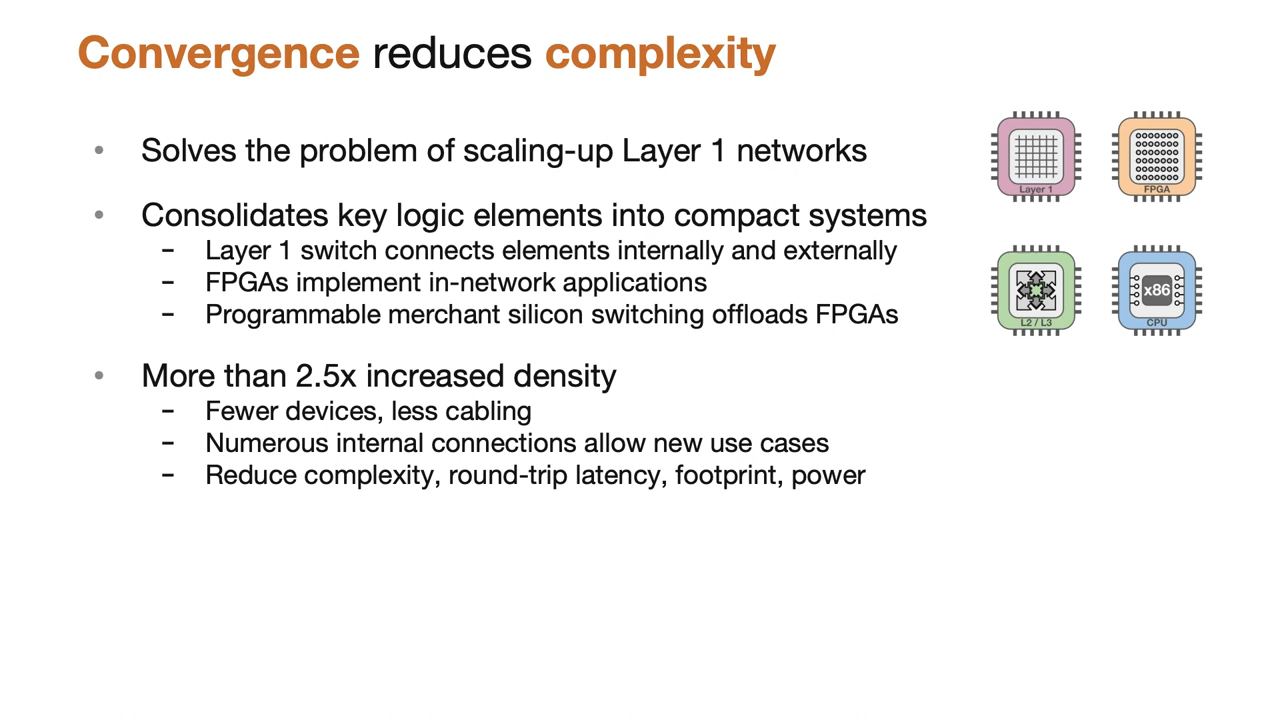 Convergence reduces complexity
• Solves the problem of scaling-up Layer 1 networks
• Consolidates key logic elements into compact systems
– Layer 1 switch connects elements internally and externally
– FPGAs implement in-network applications
– Programmable merchant silicon switching offloads FPGAs
• More than 2.5x increased density
– Fewer devices, less cabling
– Numerous internal connections allow new use cases
– Reduce complexity, round-trip latency, footprint, power
Layer 1
FPGA
L2 / L3
x86
CPU